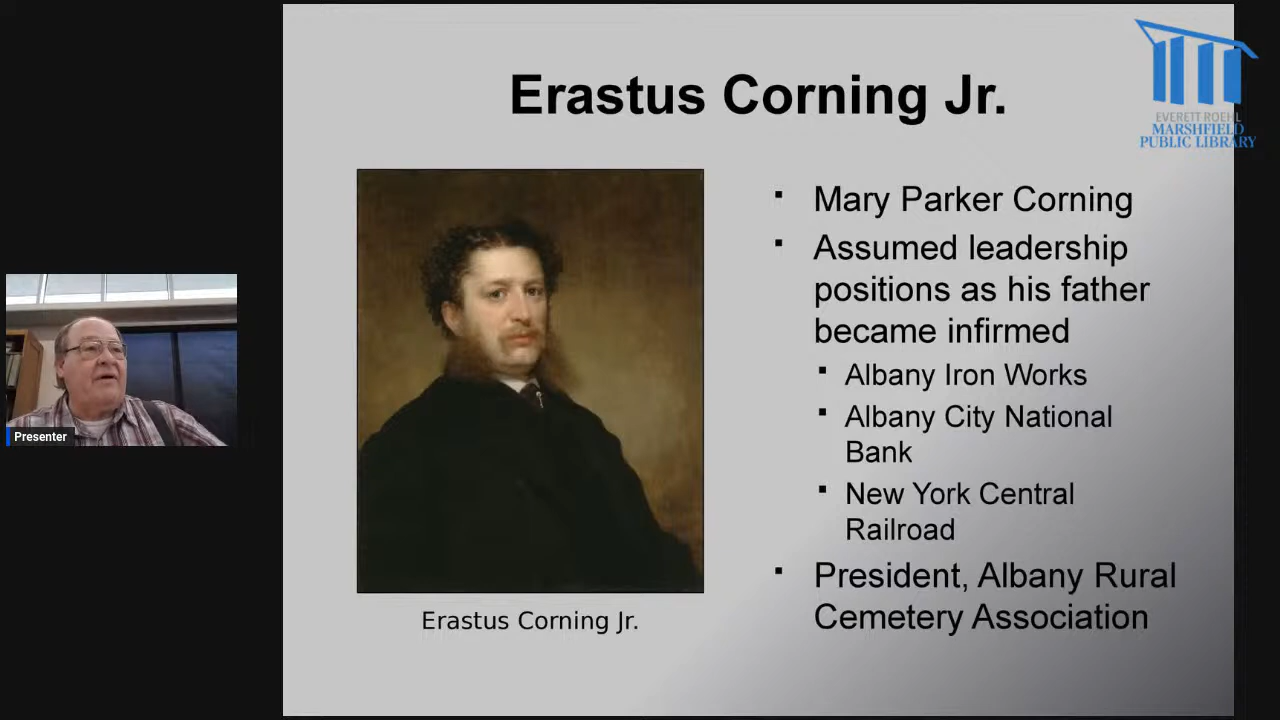 Erastus Corning Jr.
EVERETT ROEHL
MARSHFIELD
PUBLIC LIBRARY
Mary Parker Corning
Assumed leadership
positions as his father
became infirmed
Albany Iron Works
Albany City National
Bank
New York Central
Railroad
President, Albany Rural
Cemetery Association
Erastus Corning Jr.
Presenter